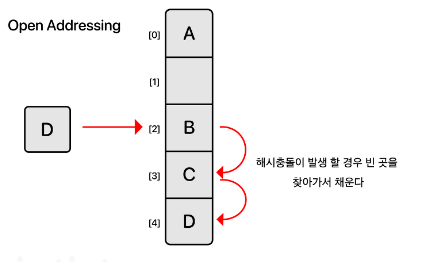 Open Addressing
[0] A
[1]
D [2] B
[3] C
해시충돌이 발생 할 경우 빈 곳을
찾아가서 채운다
[4] D